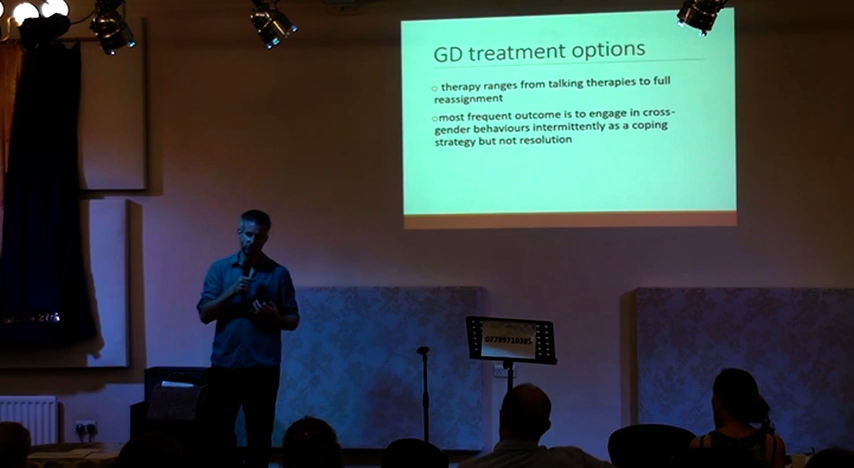 GD treatment options
○ therapy ranges from talking therapies to full
reassignment
○most frequent outcome is to engage in cross-
gender behaviours intermittently as a coping
strategy but not resolution
07789710385